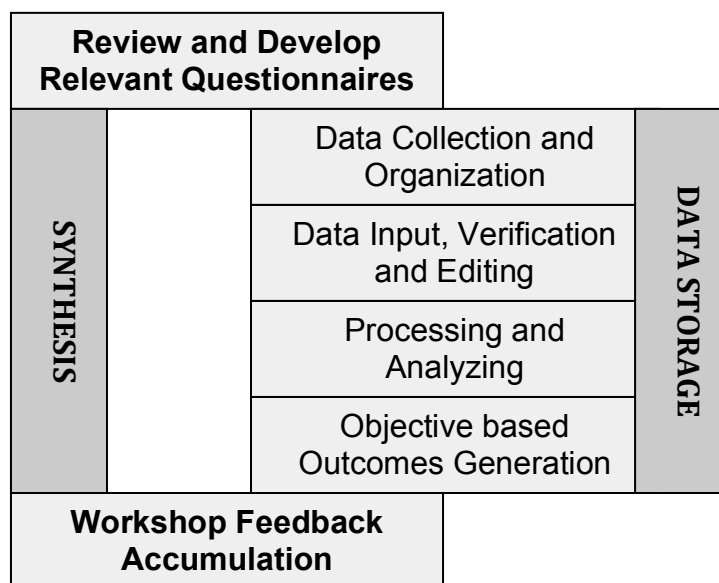 Review and Develop
Relevant Questionnaires
SYNTHESIS
Data Collection and
Organization
Data Input, Verification
and Editing
Processing and
Analyzing
Objective based
Outcomes Generation
DATA STORAGE
Workshop Feedback
Accumulation